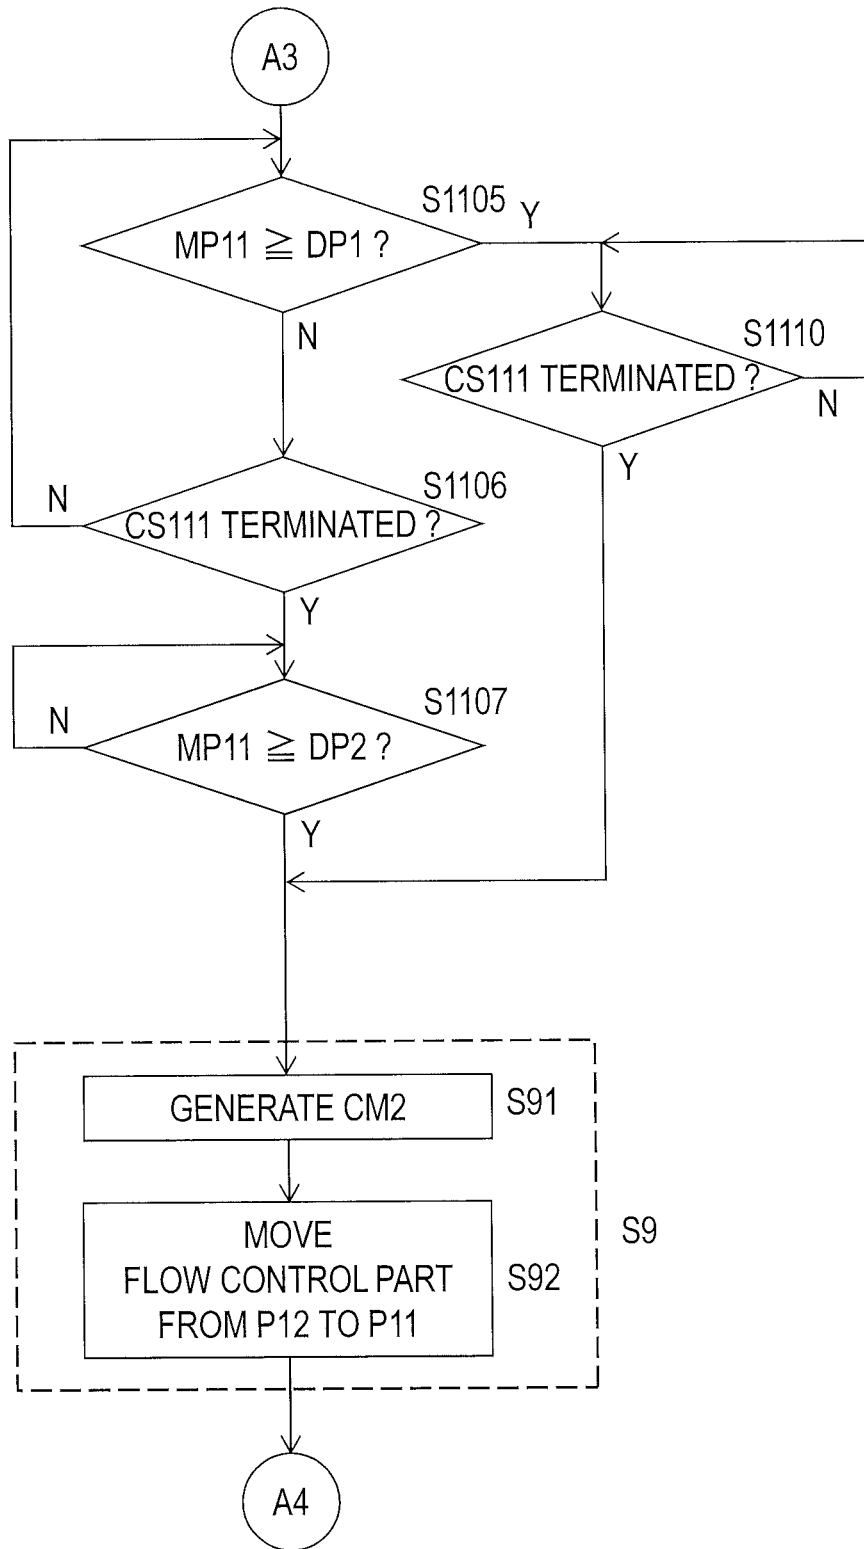 A3
S1105
Y
MP11 ≧ DP1 ?
N
S1110
CS111 TERMINATED ?
N
Y
S1106
N
CS111 TERMINATED ?
Y
S1107
N
MP11 ≧ DP2 ?
Y
GENERATE CM2
S91
MOVE
FLOW CONTROL PART
FROM P12 TO P11
S92
S9
A4